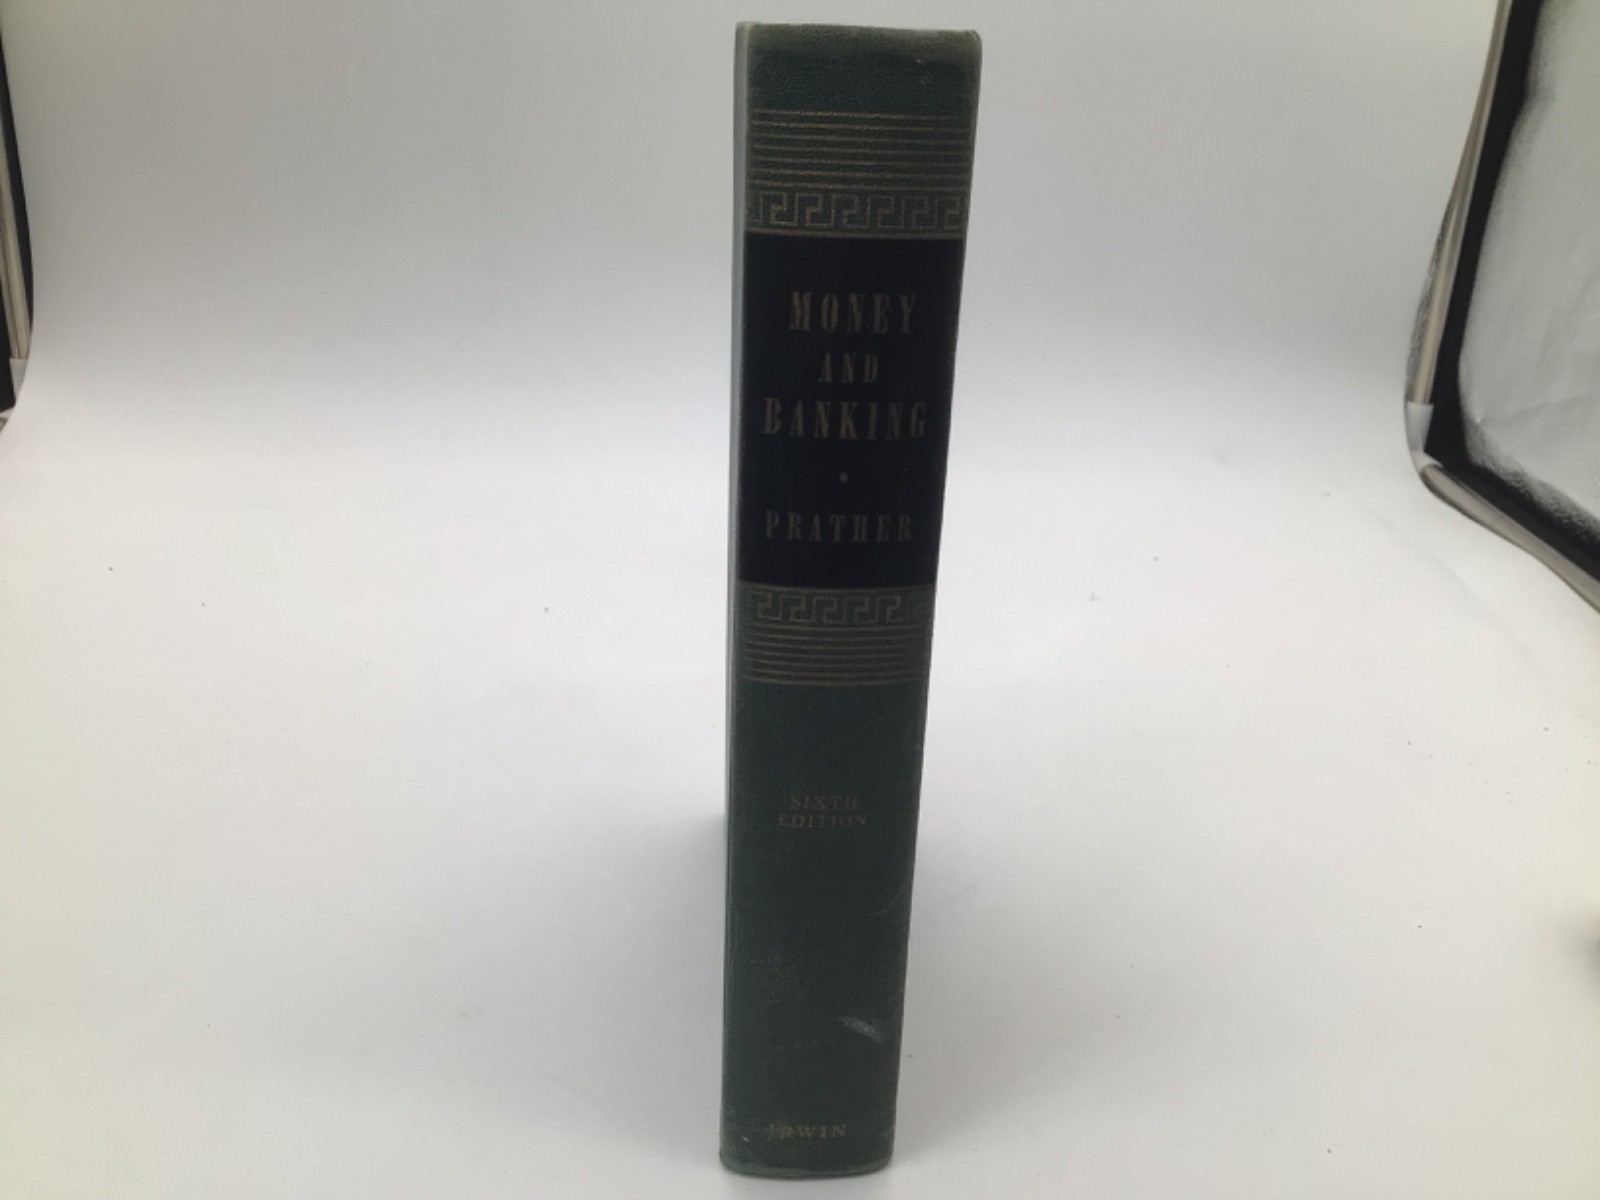 MONEY
AND
BANKING
•
PRATHER
SIXTH
EDITION
IRWIN